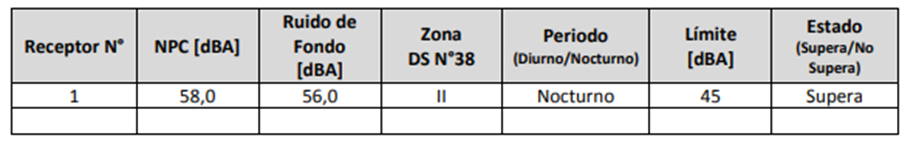 Receptor N° NPC [dBA] Ruido de Fondo [dBA] Zona DS N°38 Periodo (Diurno/Nocturno) Límite [dBA] Estado (Supera/No Supera)
1 58,0 56,0 II Nocturno 45 Supera